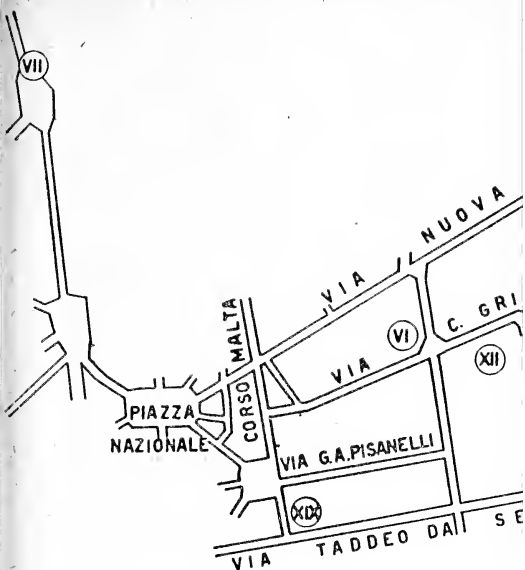 VII
VIA NUOVA
CORSO MALTA
VI
VIA C. GRI
XII
PIAZZA
NAZIONALE
VIA G.A.PISANELLI
XIX
VIA TADDEO DA SE